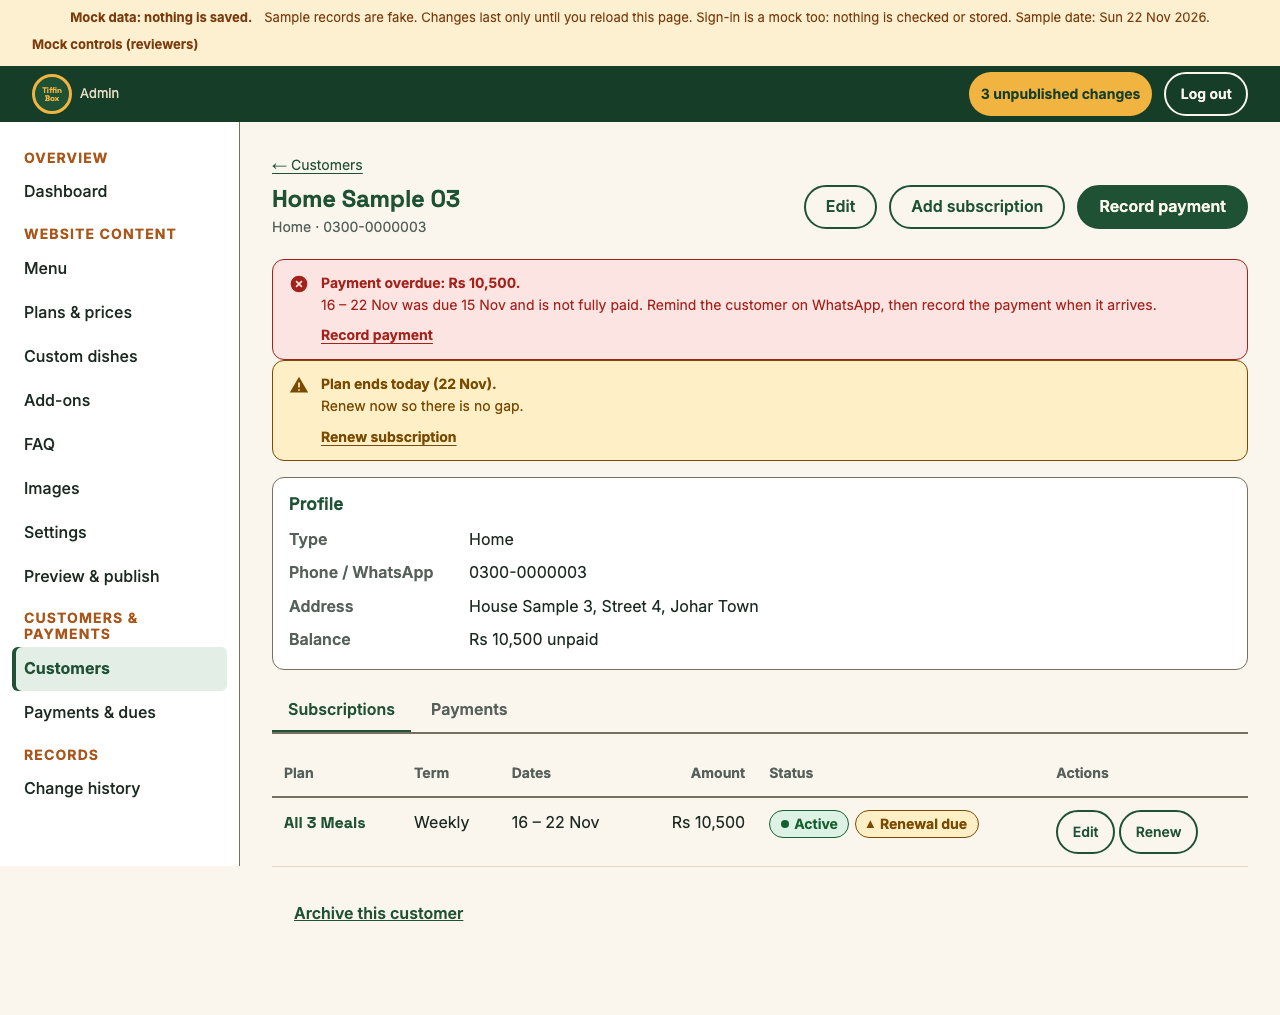 Mock data: nothing is saved. Sample records are fake. Changes last only until you reload this page. Sign-in is a mock too: nothing is checked or stored. Sample date: Sun 22 Nov 2026.
Mock controls (reviewers)
Tiffin
Box
Admin
3 unpublished changes
Log out
OVERVIEW
Dashboard
WEBSITE CONTENT
Menu
Plans & prices
Custom dishes
Add-ons
FAQ
Images
Settings
Preview & publish
CUSTOMERS &
PAYMENTS
Customers
Payments & dues
RECORDS
Change history
← Customers
Home Sample 03
Home · 0300-0000003
Edit
Add subscription
Record payment
Payment overdue: Rs 10,500.
16 – 22 Nov was due 15 Nov and is not fully paid. Remind the customer on WhatsApp, then record the payment when it arrives.
Record payment
Plan ends today (22 Nov).
Renew now so there is no gap.
Renew subscription
Profile
Type Home
Phone / WhatsApp 0300-0000003
Address House Sample 3, Street 4, Johar Town
Balance Rs 10,500 unpaid
Subscriptions Payments
Plan Term Dates Amount Status Actions
All 3 Meals Weekly 16 – 22 Nov Rs 10,500 Active Renewal due Edit Renew
Archive this customer